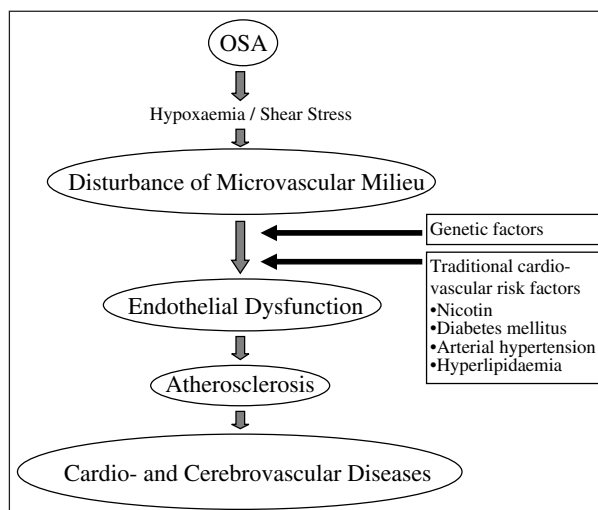 OSA
Hypoxaemia / Shear Stress
Disturbance of Microvascular Milieu
Genetic factors
Traditional cardio-
vascular risk factors
•Nicotin
•Diabetes mellitus
•Arterial hypertension
•Hyperlipidaemia
Endothelial Dysfunction
Atherosclerosis
Cardio- and Cerebrovascular Diseases